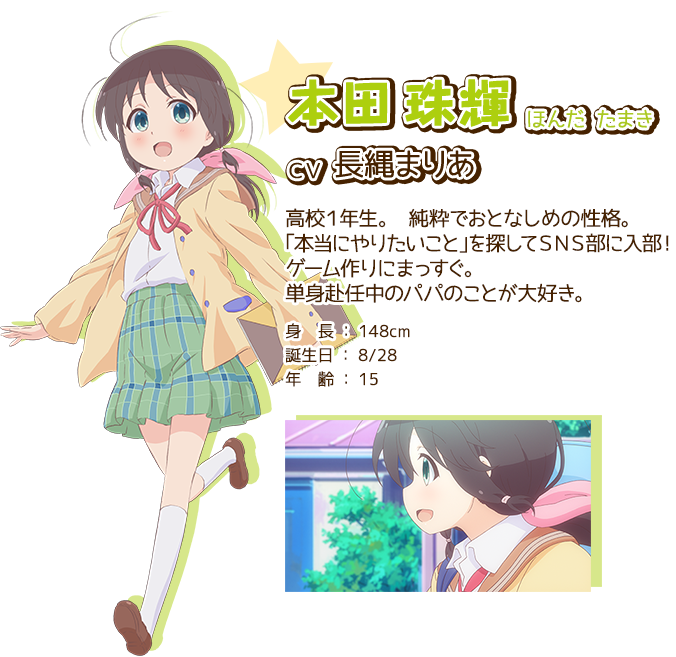 本田 珠輝 ほんだ たまき
CV 長縄まりあ
高校1年生。 純粋でおとなしめの性格。
「本当にやりたいこと」を探してSNS部に入部!
ゲーム作りにまっすぐ。
単身赴任中のパパのことが大好き。
身 長 : 148cm
誕生日 : 8/28
年 齢 : 15